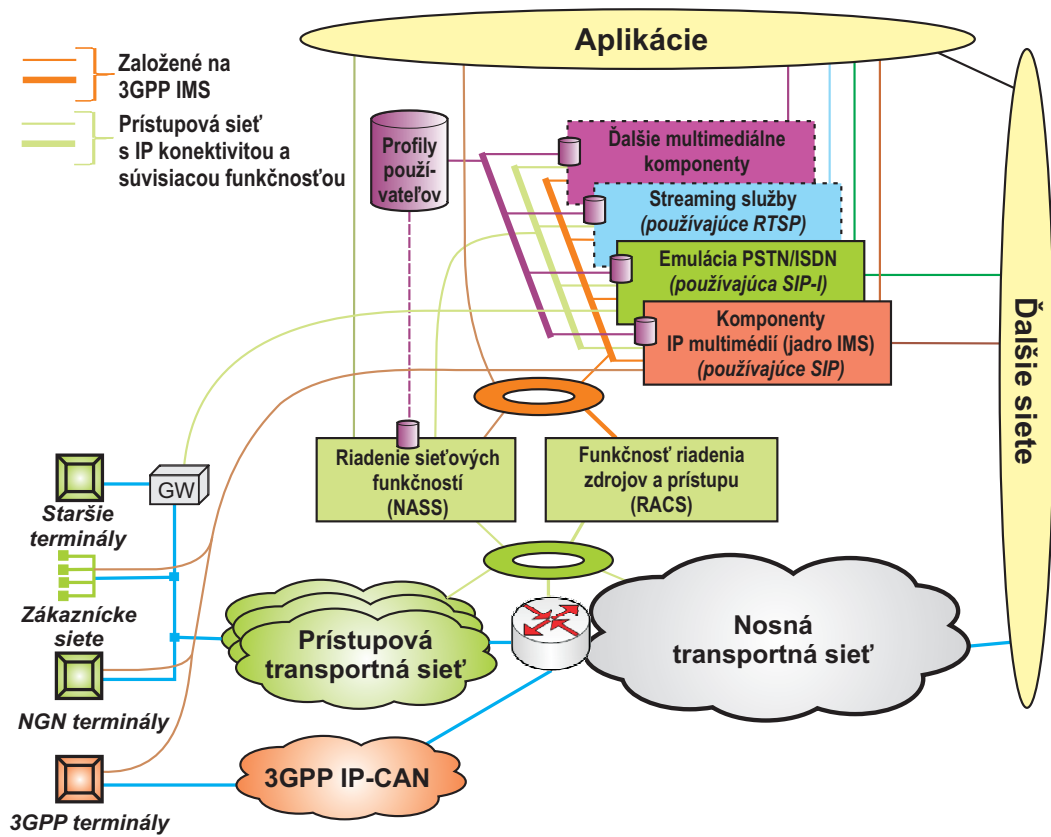 Aplikácie
Založené na
3GPP IMS
Prístupová sieť
s IP konektivitou a
súvisiacou funkčnosťou
Profily
použí-
vateľov
Ďalšie multimediálne
komponenty
Streaming služby
(používajúce RTSP)
Emulácia PSTN/ISDN
(používajúca SIP-I)
Komponenty
IP multimédií (jadro IMS)
(používajúce SIP)
Ďalšie siete
Riadenie sieťových
funkčností
(NASS)
Funkčnosť riadenia
zdrojov a prístupu
(RACS)
GW
Staršie
terminály
Zákaznícke
siete
NGN terminály
3GPP terminály
Prístupová
transportná sieť
Nosná
transportná sieť
3GPP IP-CAN